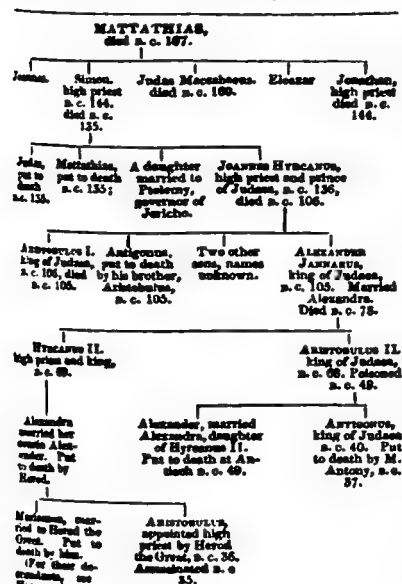 MATTATHIAS,
died B. C. 167.
Joannes.
Simon.
high priest
B. C. 144.
died B. C.
135.
Judas Maccabaeus.
died B. C. 160.
Eleazar
Jonathan,
high priest
died B. C.
144.
Judas,
put to
death
B.C. 135.
Mattathias,
put to death
B. C. 135;
A daughter
married to
Ptolemy,
governor of
Jericho.
JOANNES HYRCANUS,
high priest and prince
of Judaea, B. C. 135,
died B. C. 106.
ARISTOBULUS I.
king of Judaea,
B. C. 106, died
B. C. 105.
Antigonus,
put to death
by his brother,
Aristobulus,
B. C. 105.
Two other
sons, names
unknown.
ALEXANDER
JANNAEUS,
king of Judaea,
B. C. 105. Married
Alexandra.
Died B. C. 78.
HYRCANUS II.
high priest and king,
B. C. 69.
ARISTOBULUS II.
king of Judaea,
B. C. 68. Poisoned
B. C. 49.
Alexandra
married her
cousin Alex-
ander. Put
to death by
Herod.
Alexander, married
Alexandra, daughter
of Hyrcanus II.
Put to death at An-
tioch B. C. 49.
ANTIGONUS,
king of Judaea
B. C. 40. Put
to death by M.
Antony, B. C.
37.
Mariamne, mar-
ried to Herod the
Great. Put to
death by him.
(For their de-
scendants, see
ARISTOBULUS,
appointed high
priest by Herod
the Great, B. C. 36.
Assassinated B. C
35.